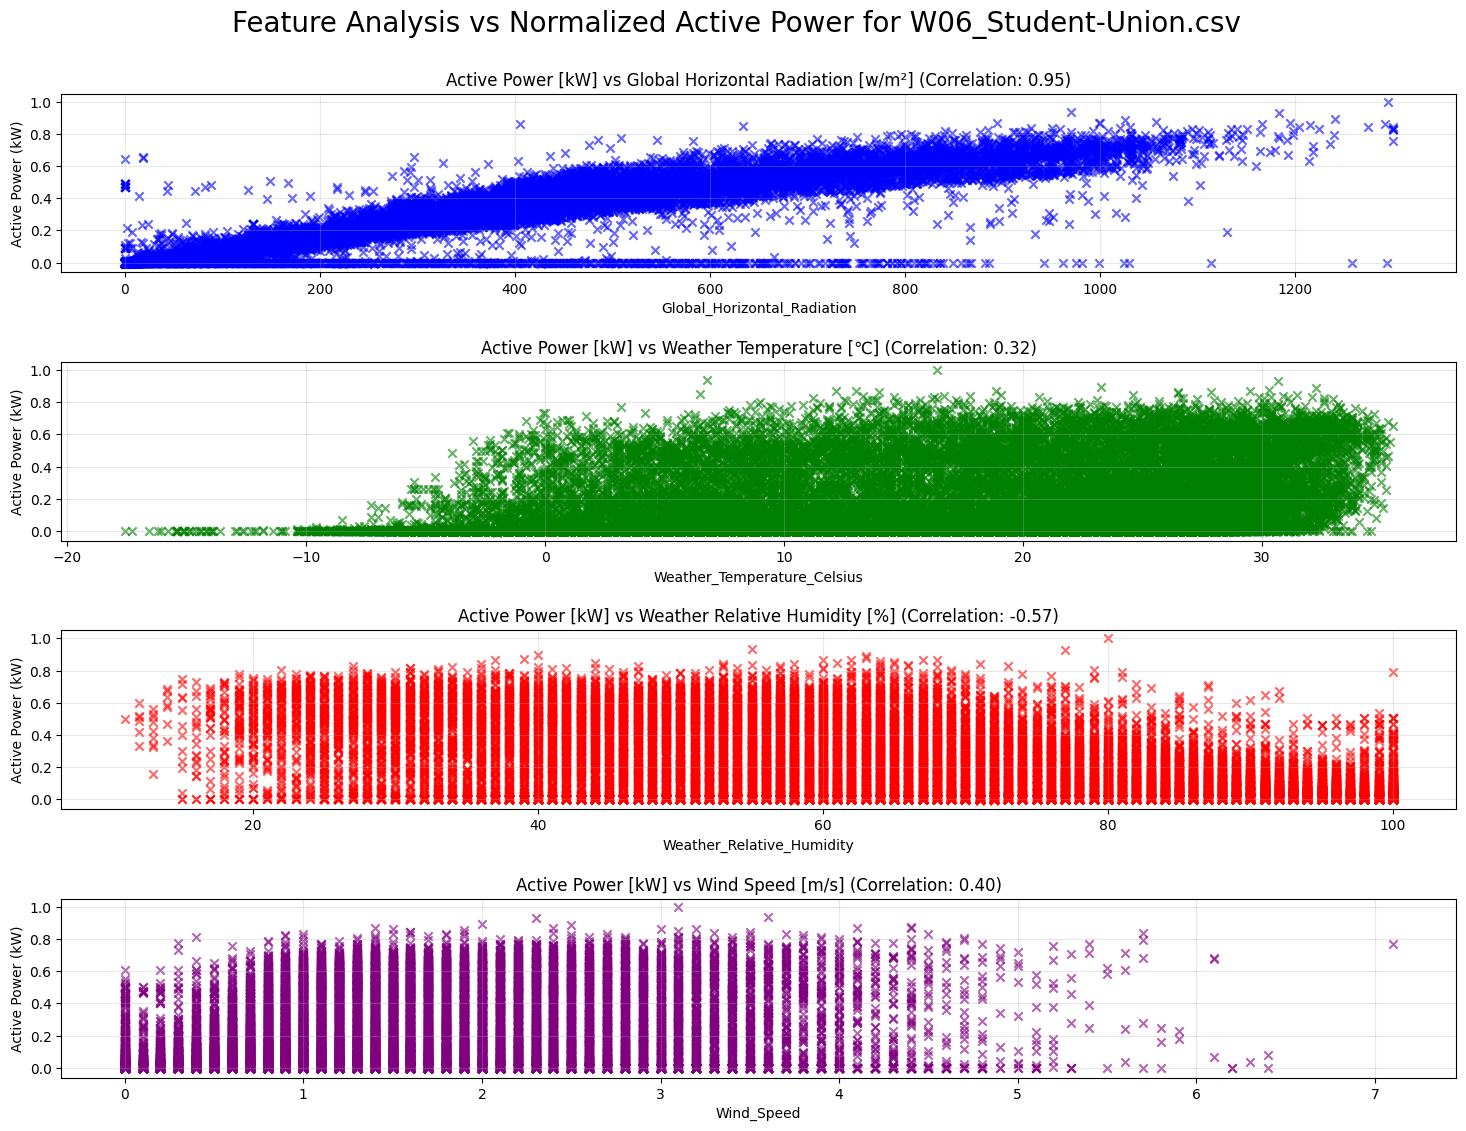 Feature Analysis vs Normalized Active Power for W06_Student-Union.csv
Active Power [kW] vs Global Horizontal Radiation [w/m²] (Correlation: 0.95)
Active Power (kW)
1.0
0.8
0.6
0.4
0.2
0.0
0 200 400 600 800 1000 1200
Global_Horizontal_Radiation
Active Power [kW] vs Weather Temperature [℃] (Correlation: 0.32)
Active Power (kW)
1.0
0.8
0.6
0.4
0.2
0.0
−20 −10 0 10 20 30
Weather_Temperature_Celsius
Active Power [kW] vs Weather Relative Humidity [%] (Correlation: -0.57)
Active Power (kW)
1.0
0.8
0.6
0.4
0.2
0.0
20 40 60 80 100
Weather_Relative_Humidity
Active Power [kW] vs Wind Speed [m/s] (Correlation: 0.40)
Active Power (kW)
1.0
0.8
0.6
0.4
0.2
0.0
0 1 2 3 4 5 6 7
Wind_Speed